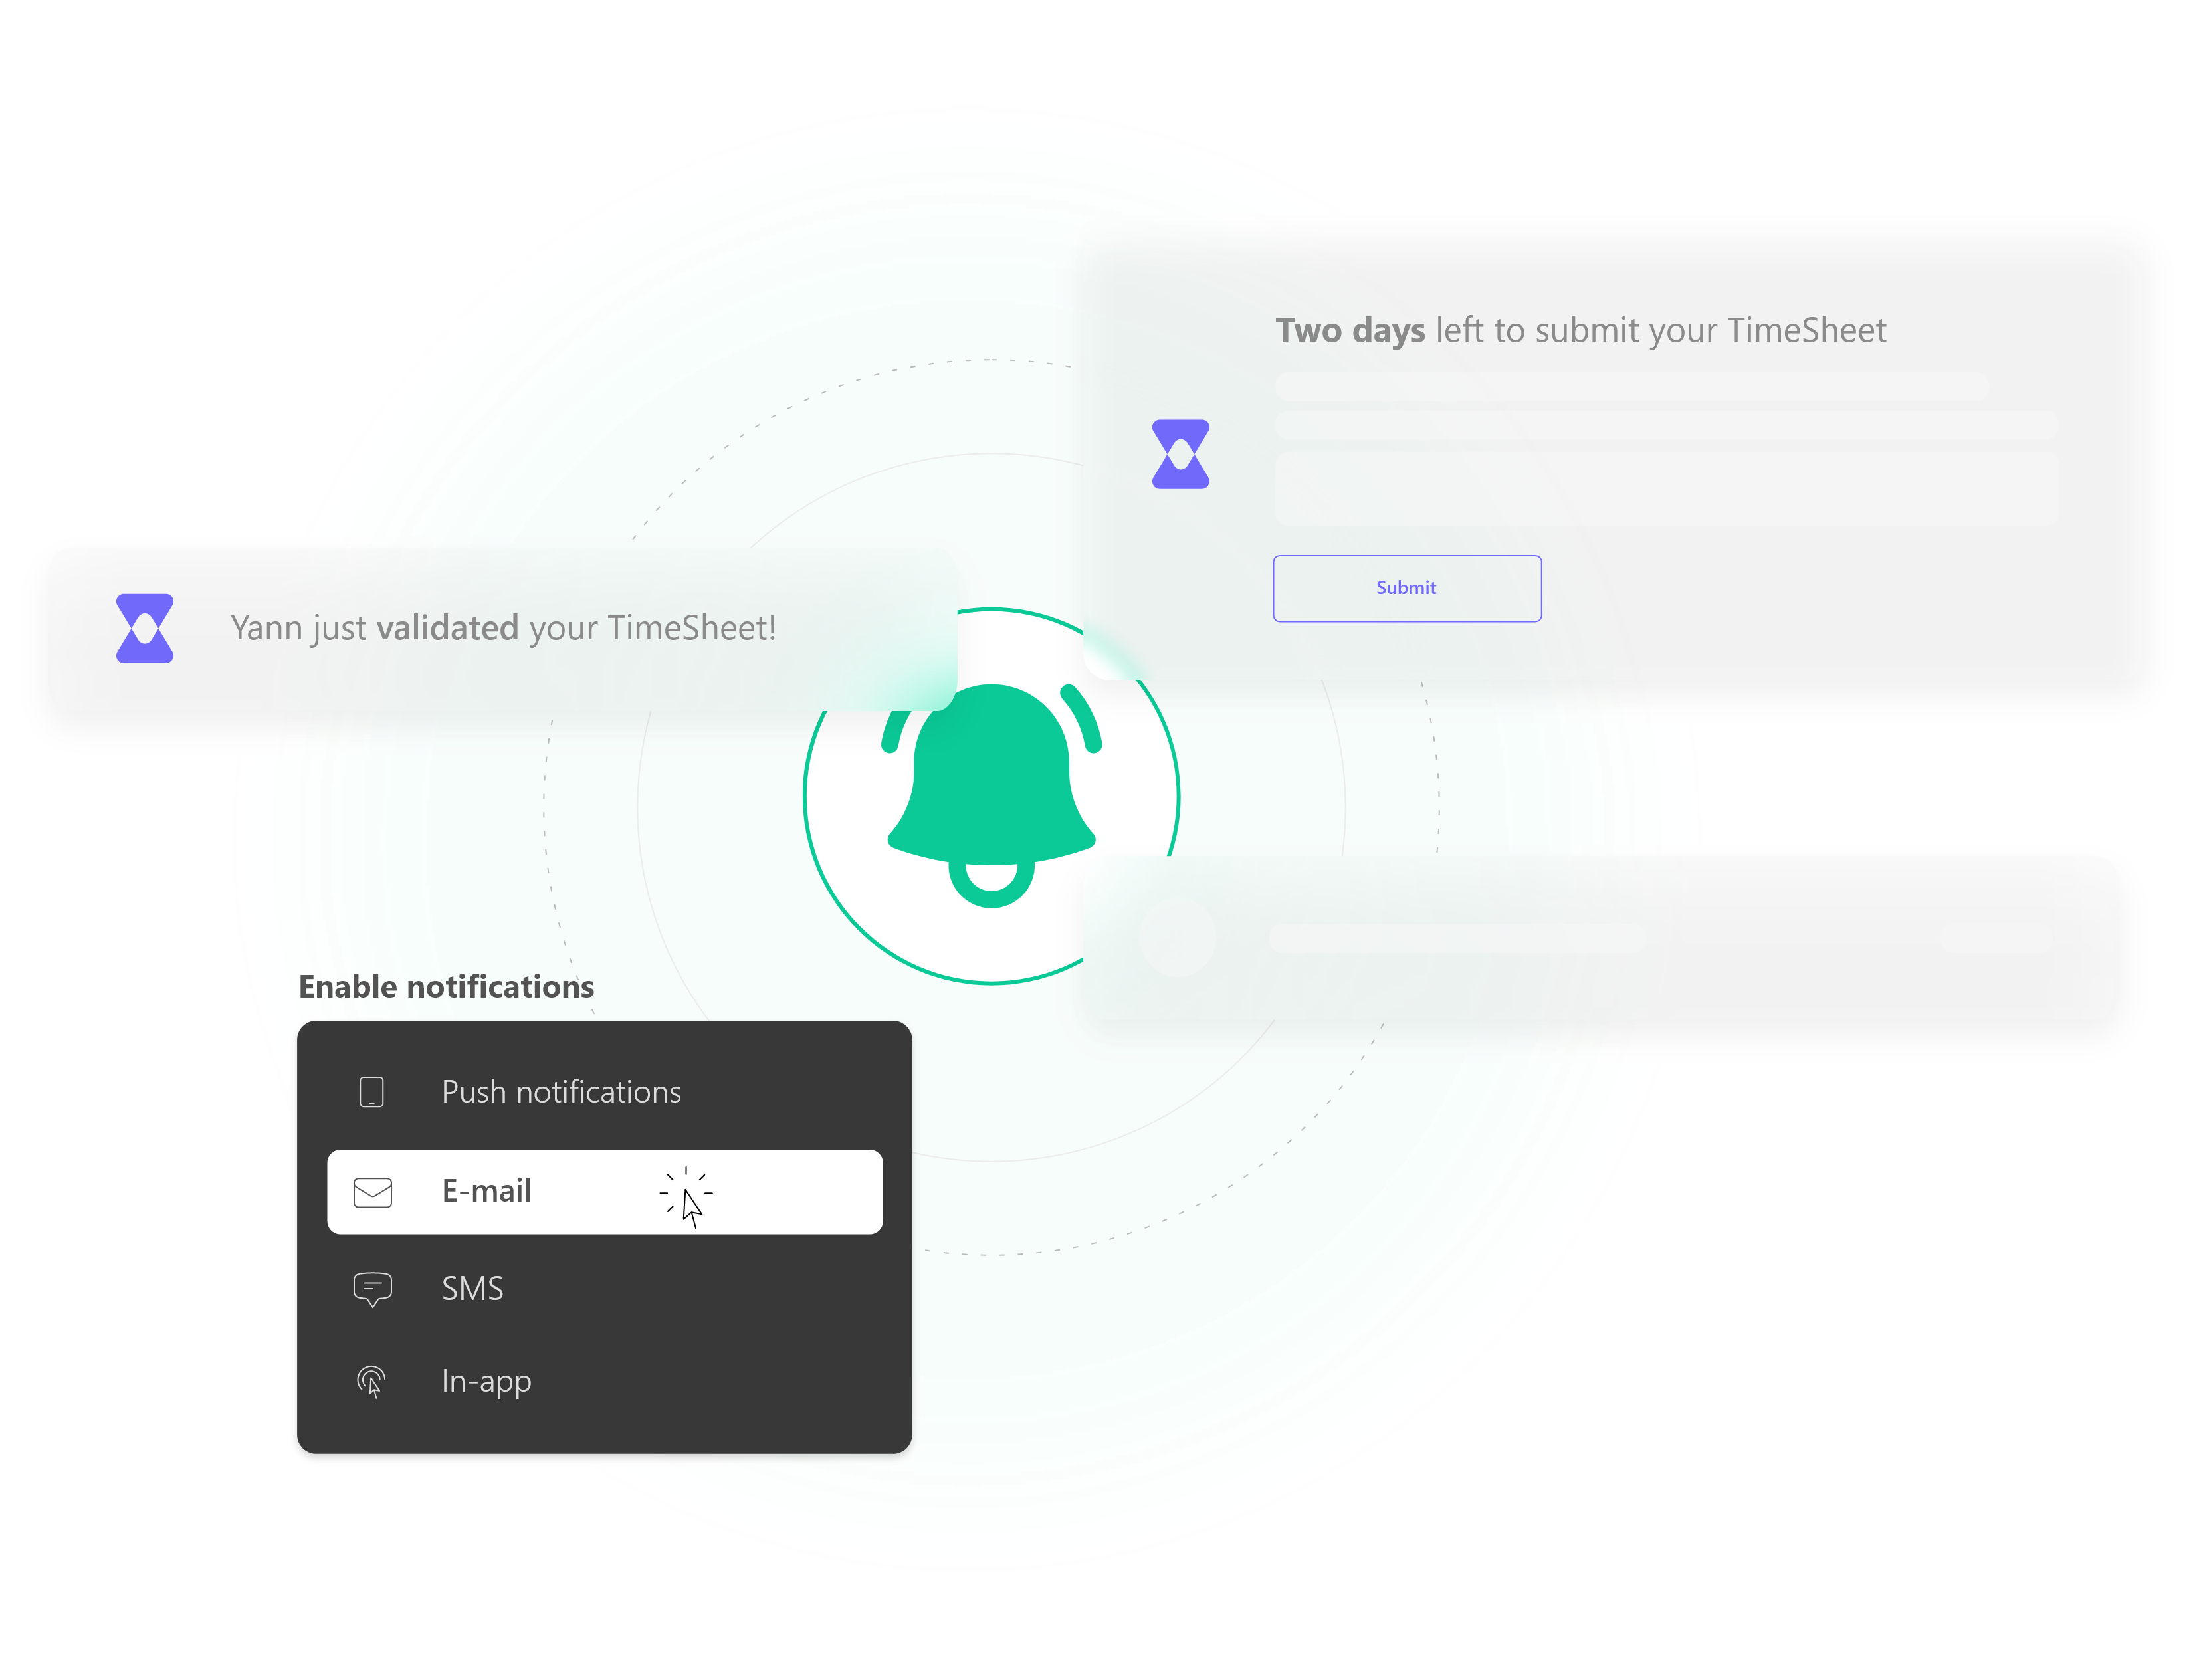 Two days left to submit your TimeSheet
Submit
Yann just validated your TimeSheet!
Enable notifications
Push notifications
E-mail
SMS
In-app